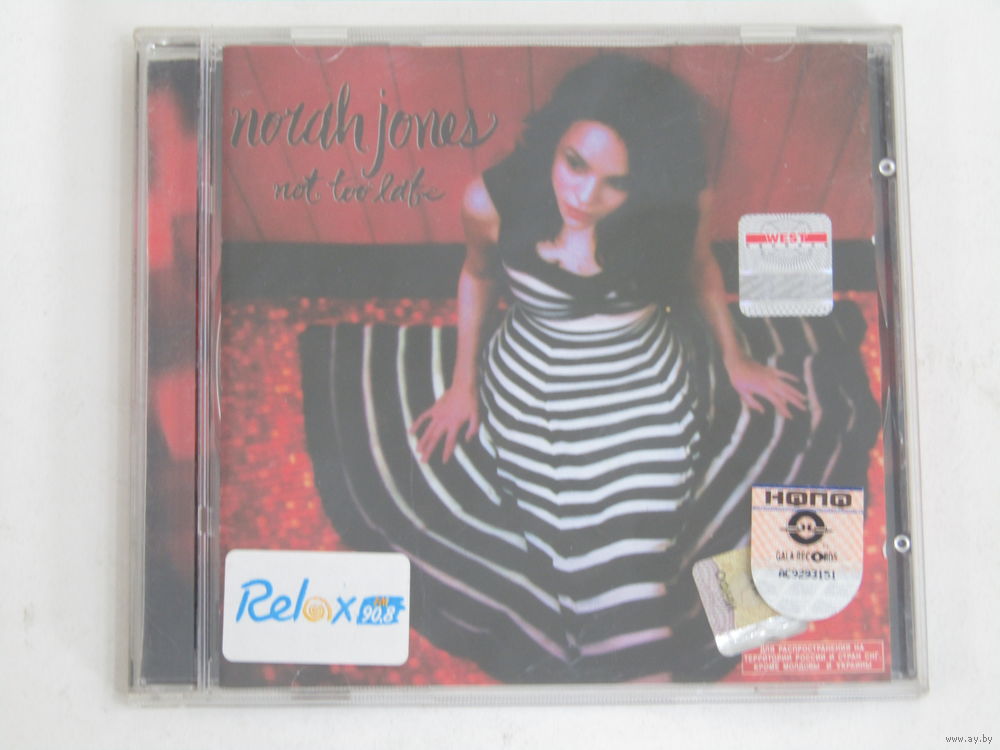 norah jones
not too late
WEST
НФПФ
GALA RECORDS
AC9293151
Relax FM 90.8
ДЛЯ РАСПРОСТРАНЕНИЯ НА
ТЕРРИТОРИИ РОССИИ И СТРАН СНГ,
КРОМЕ МОЛДОВЫ И УКРАИНЫ
www.ay.by